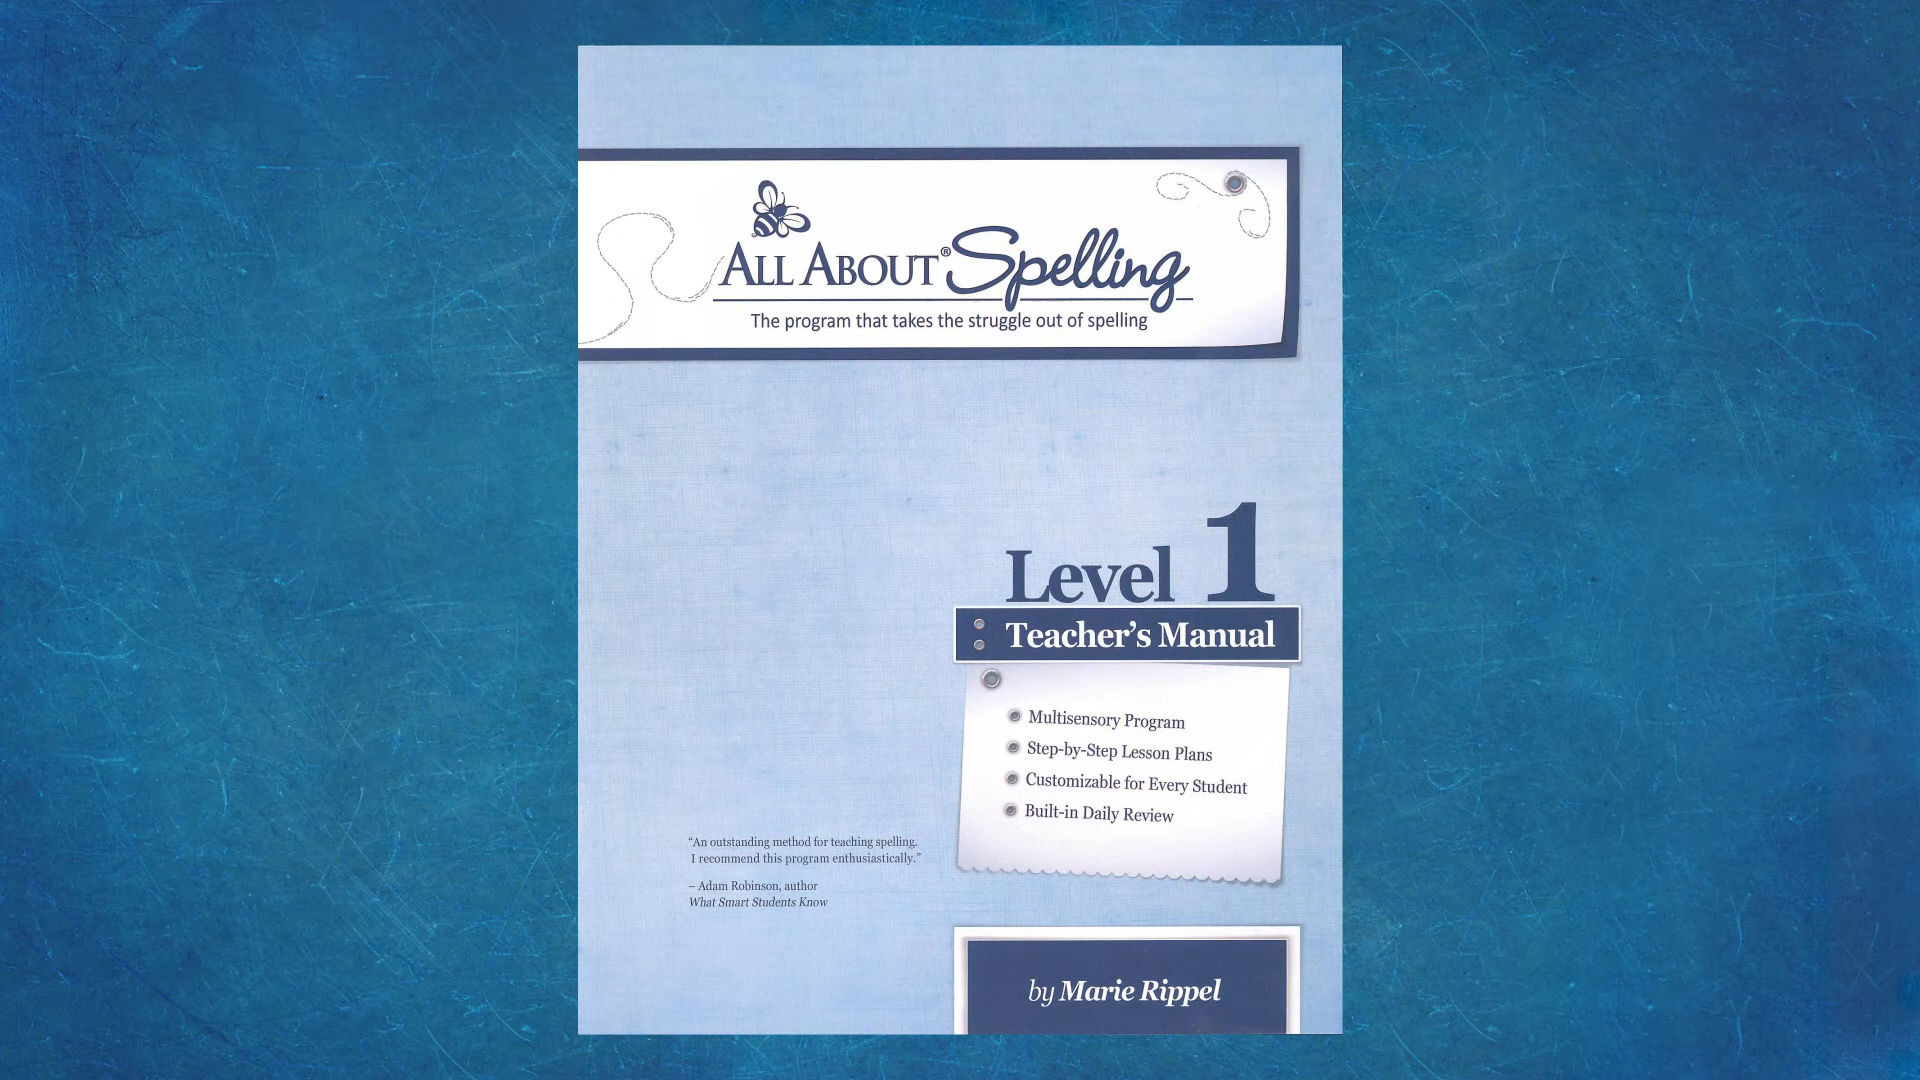 All About® Spelling
The program that takes the struggle out of spelling
Level 1
Teacher's Manual
Multisensory Program
Step-by-Step Lesson Plans
Customizable for Every Student
Built-in Daily Review
“An outstanding method for teaching spelling.
I recommend this program enthusiastically.”
– Adam Robinson, author
What Smart Students Know
by Marie Rippel